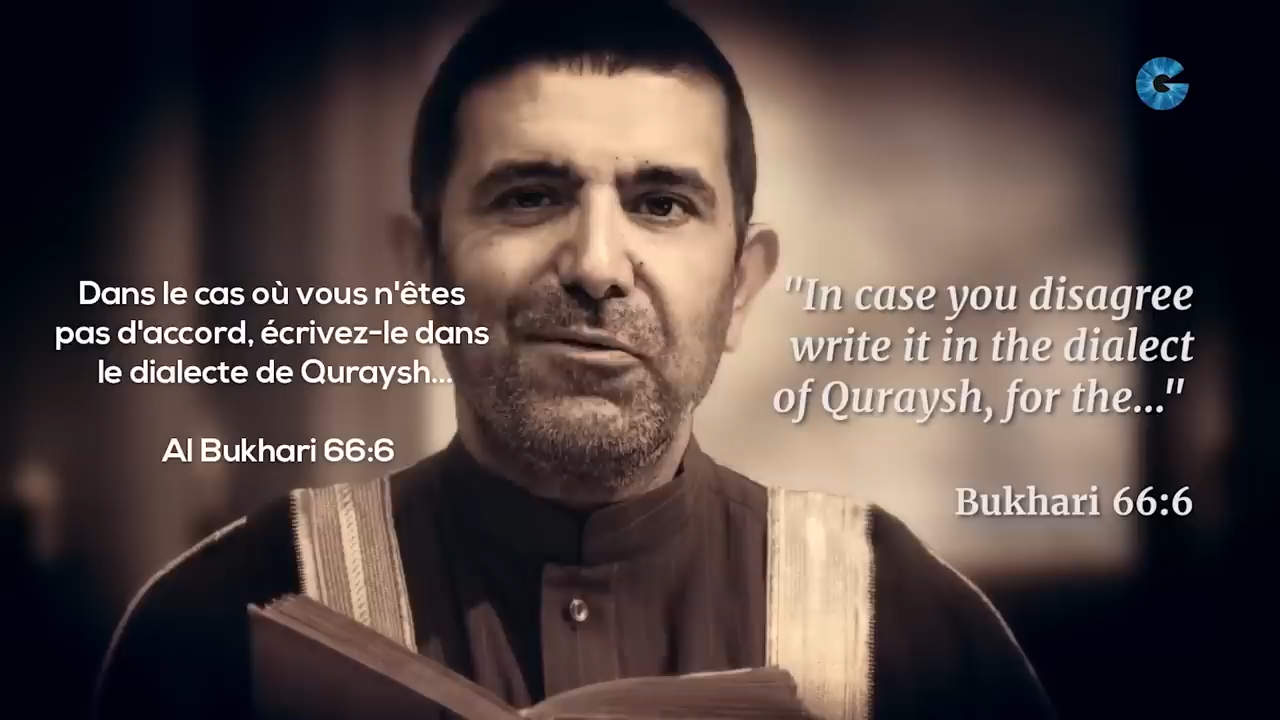 Dans le cas où vous n'êtes
pas d'accord, écrivez-le dans
le dialecte de Quraysh...
Al Bukhari 66:6
"In case you disagree
write it in the dialect
of Quraysh, for the..."
Bukhari 66:6